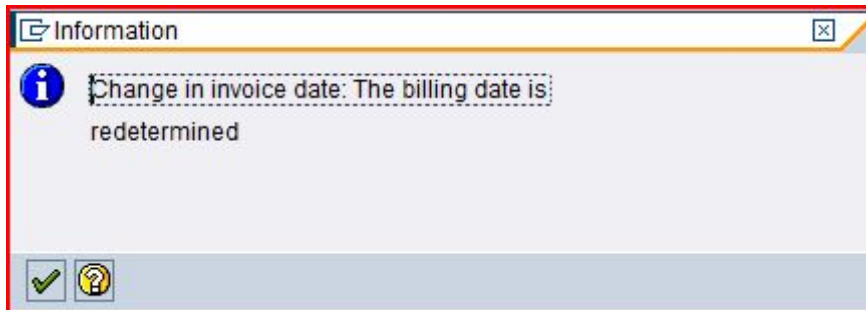 Information
Change in invoice date: The billing date is
redetermined